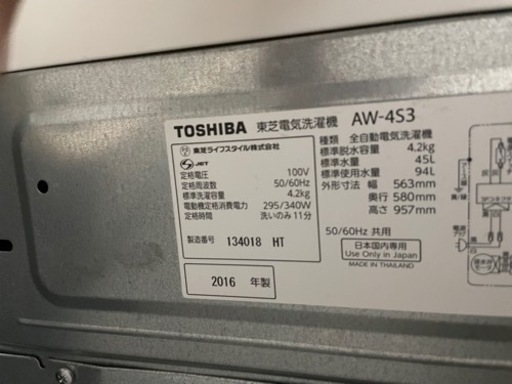 TOSHIBA 東芝電気洗濯機 AW-4S3
東芝ライフスタイル株式会社
JET
定格電圧 100V
定格周波数 50/60Hz
標準洗濯容量 4.2kg
電動機定格消費電力 295/340W
定格時間 洗いのみ 11分
製造番号 134018 HT
2016 年製
種類 全自動電気洗濯機
標準脱水容量 4.2kg
標準水量 45L
標準使用水量 94L
外形寸法 幅 563mm
奥行 580mm
高さ 957mm
50/60Hz 共用
日本国内専用
Use Only in Japan
MADE IN THAILAND